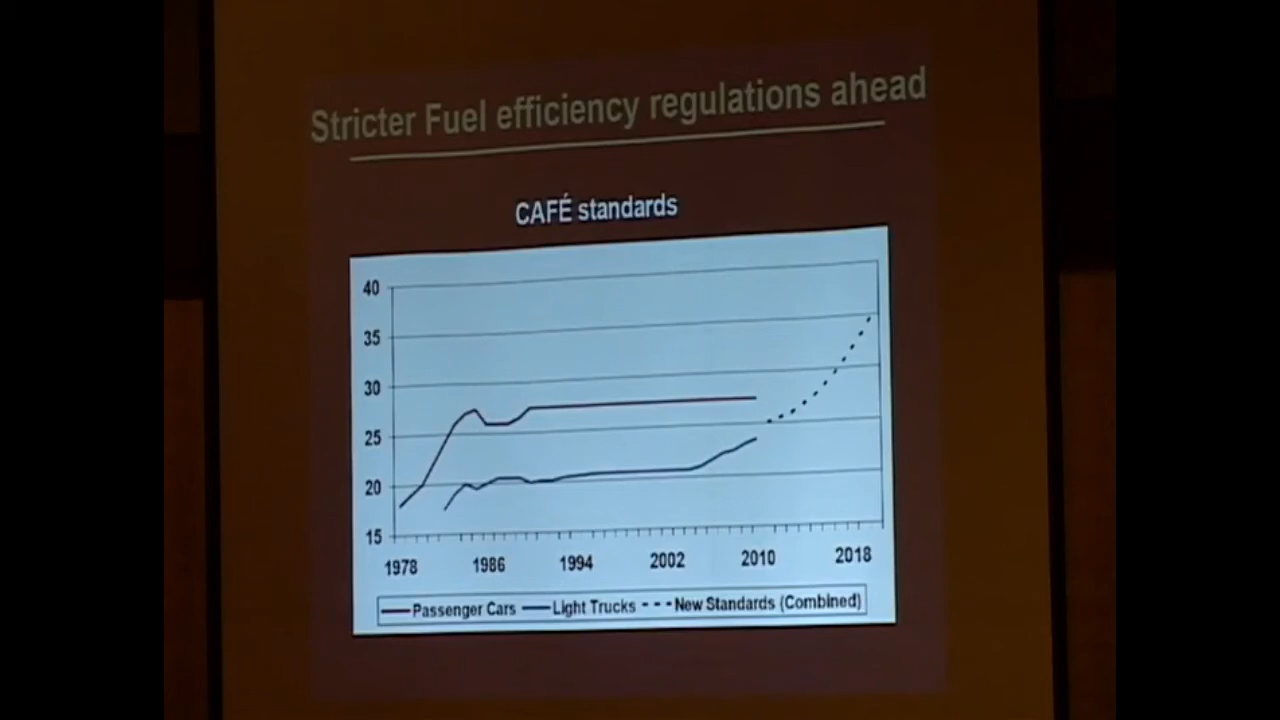 Stricter Fuel efficiency regulations ahead
CAFÉ standards
40
35
30
25
20
15
1978 1986 1994 2002 2010 2018
Passenger Cars Light Trucks New Standards (Combined)